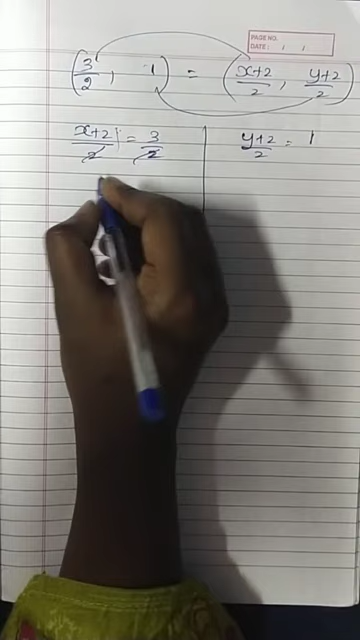 PAGE NO.
DATE : / /
(3/2, 1) = (x+2/2, y+2/2)
x+2/2 = 3/2
y+2/2 = 1